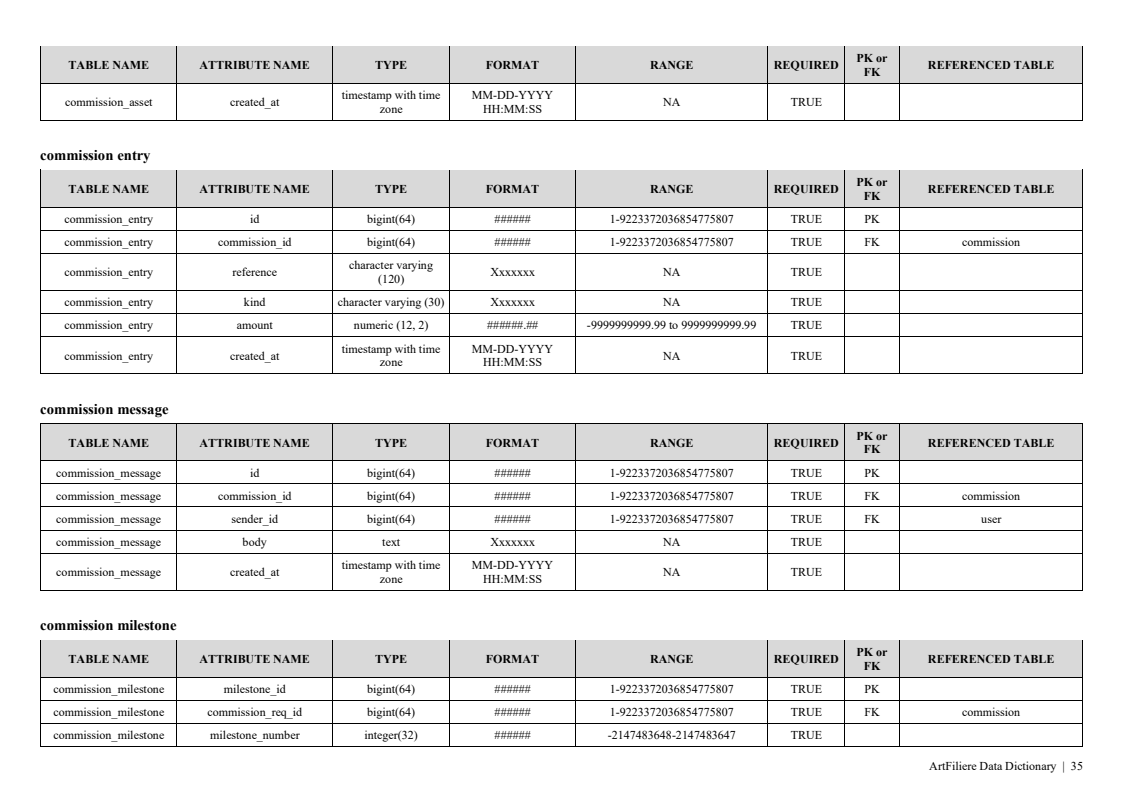 TABLE NAME ATTRIBUTE NAME TYPE FORMAT RANGE REQUIRED PK or FK REFERENCED TABLE
commission_asset created_at timestamp with time zone MM-DD-YYYY HH:MM:SS NA TRUE
commission entry
TABLE NAME ATTRIBUTE NAME TYPE FORMAT RANGE REQUIRED PK or FK REFERENCED TABLE
commission_entry id bigint(64) ###### 1-9223372036854775807 TRUE PK
commission_entry commission_id bigint(64) ###### 1-9223372036854775807 TRUE FK commission
commission_entry reference character varying (120) Xxxxxxx NA TRUE
commission_entry kind character varying (30) Xxxxxxx NA TRUE
commission_entry amount numeric (12, 2) ######.## -9999999999.99 to 9999999999.99 TRUE
commission_entry created_at timestamp with time zone MM-DD-YYYY HH:MM:SS NA TRUE
commission message
TABLE NAME ATTRIBUTE NAME TYPE FORMAT RANGE REQUIRED PK or FK REFERENCED TABLE
commission_message id bigint(64) ###### 1-9223372036854775807 TRUE PK
commission_message commission_id bigint(64) ###### 1-9223372036854775807 TRUE FK commission
commission_message sender_id bigint(64) ###### 1-9223372036854775807 TRUE FK user
commission_message body text Xxxxxxx NA TRUE
commission_message created_at timestamp with time zone MM-DD-YYYY HH:MM:SS NA TRUE
commission milestone
TABLE NAME ATTRIBUTE NAME TYPE FORMAT RANGE REQUIRED PK or FK REFERENCED TABLE
commission_milestone milestone_id bigint(64) ###### 1-9223372036854775807 TRUE PK
commission_milestone commission_req_id bigint(64) ###### 1-9223372036854775807 TRUE FK commission
commission_milestone milestone_number integer(32) ###### -2147483648-2147483647 TRUE
ArtFiliere Data Dictionary | 35